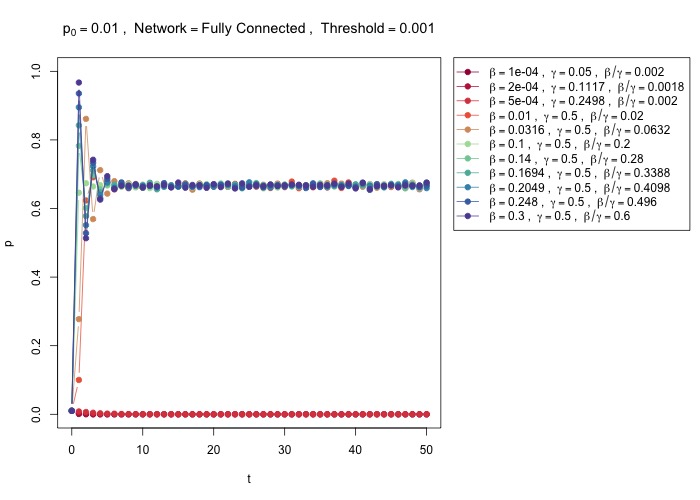 p0 = 0.01 , Network = Fully Connected , Threshold = 0.001
β = 1e-04 , γ = 0.05 , β/γ = 0.002
β = 2e-04 , γ = 0.1117 , β/γ = 0.0018
β = 5e-04 , γ = 0.2498 , β/γ = 0.002
β = 0.01 , γ = 0.5 , β/γ = 0.02
β = 0.0316 , γ = 0.5 , β/γ = 0.0632
β = 0.1 , γ = 0.5 , β/γ = 0.2
β = 0.14 , γ = 0.5 , β/γ = 0.28
β = 0.1694 , γ = 0.5 , β/γ = 0.3388
β = 0.2049 , γ = 0.5 , β/γ = 0.4098
β = 0.248 , γ = 0.5 , β/γ = 0.496
β = 0.3 , γ = 0.5 , β/γ = 0.6
1.0
0.8
0.6
0.4
0.2
0.0
p
0 10 20 30 40 50
t